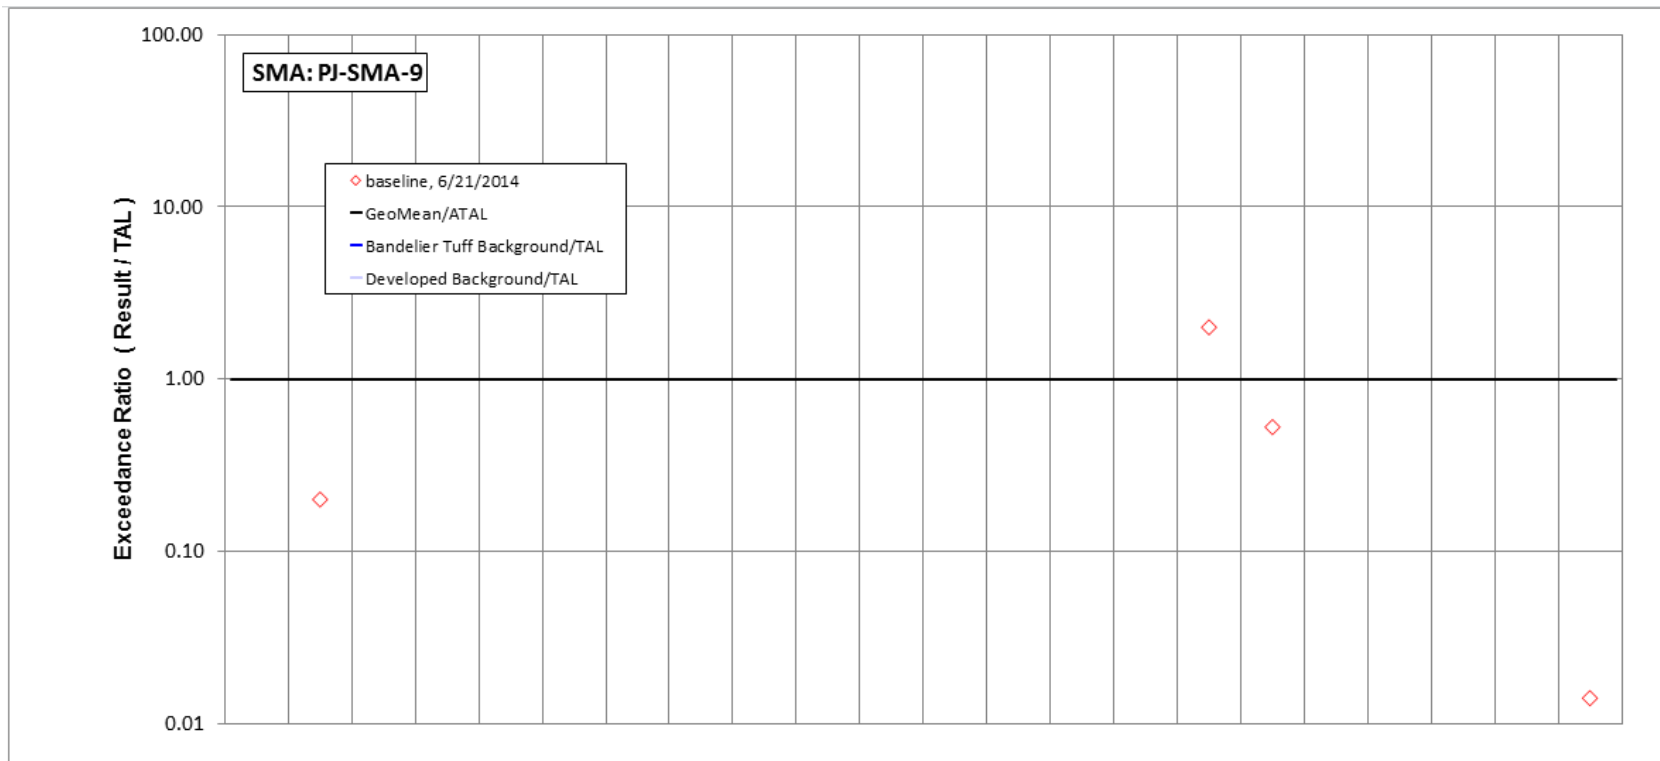 100.00
SMA: PJ-SMA-9
baseline, 6/21/2014
10.00
GeoMean/ATAL
Bandelier Tuff Background/TAL
Developed Background/TAL
Exceedance Ratio ( Result / TAL )
1.00
0.10
0.01